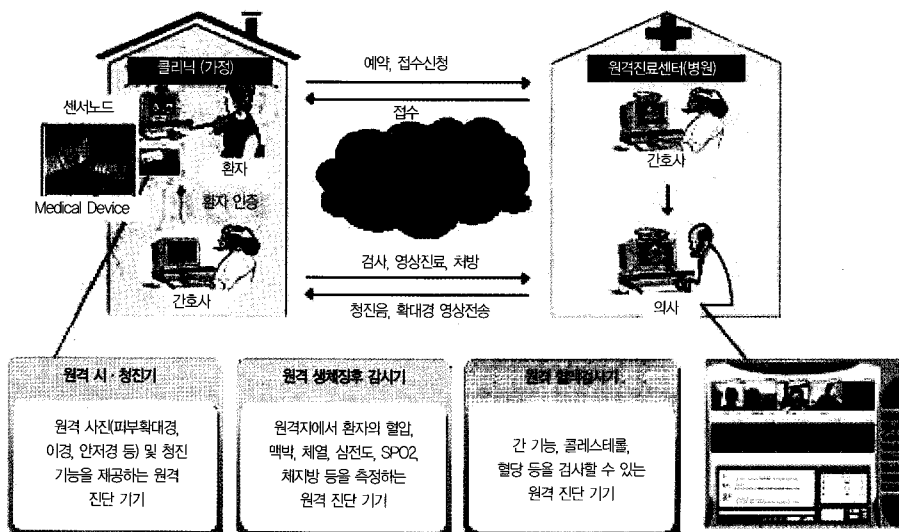 클리닉 (가정)
원격진료센터(병원)
예약, 접수신청
접수
센서노드
환자
간호사
Medical Device
환자 인증
검사, 영상진료, 처방
청진음, 확대경 영상전송
간호사
의사
원격 시·청진기
원격 사진(피부확대경,
이경, 안저경 등) 및 청진
기능을 제공하는 원격
진단 기기
원격 생체징후 감시기
원격지에서 환자의 혈압,
맥박, 체열, 심전도, SPO2,
체지방 등을 측정하는
원격 진단 기기
원격
간 기능, 콜레스테롤,
혈당 등을 검사할 수 있는
원격 진단 기기